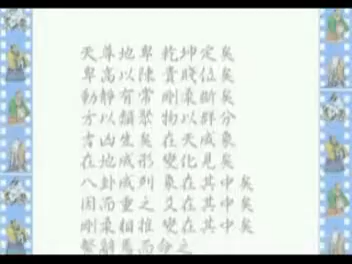 天尊地卑 乾坤定矣
卑高以陳 貴賤位矣
動靜有常 剛柔斷矣
方以類聚 物以群分
吉凶生矣 在天成象
在地成形 變化見矣
八卦成列 象在其中矣
因而重之 爻在其中矣
剛柔相推 變在其中矣
繫辭焉而命之